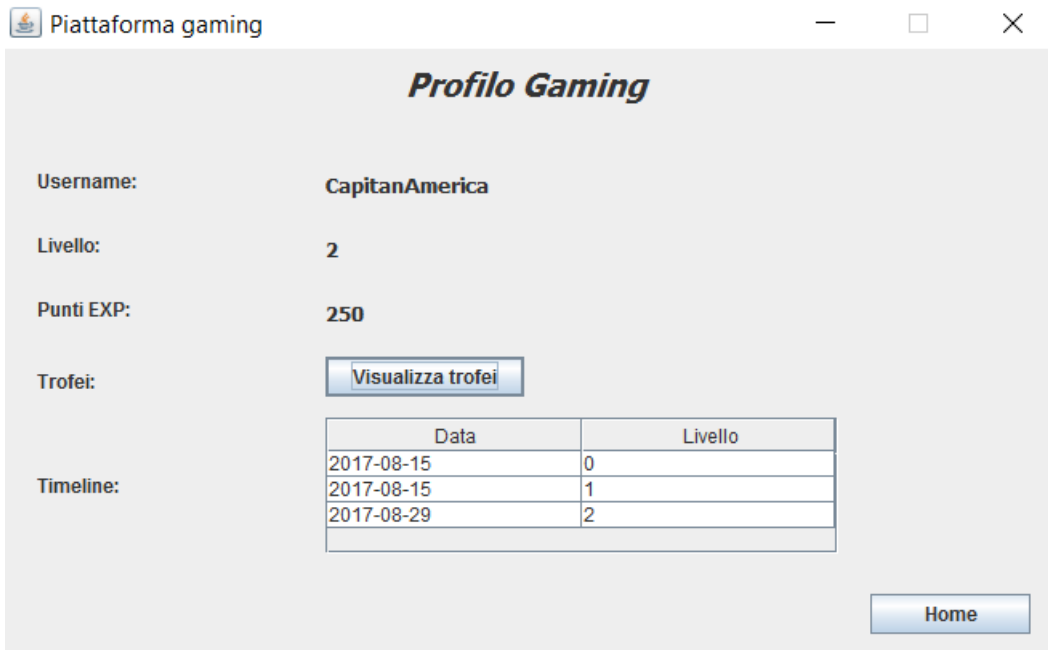 Piattaforma gaming
Profilo Gaming
Username: CapitanAmerica
Livello: 2
Punti EXP: 250
Trofei: Visualizza trofei
Timeline:
Data Livello
2017-08-15 0
2017-08-15 1
2017-08-29 2
Home